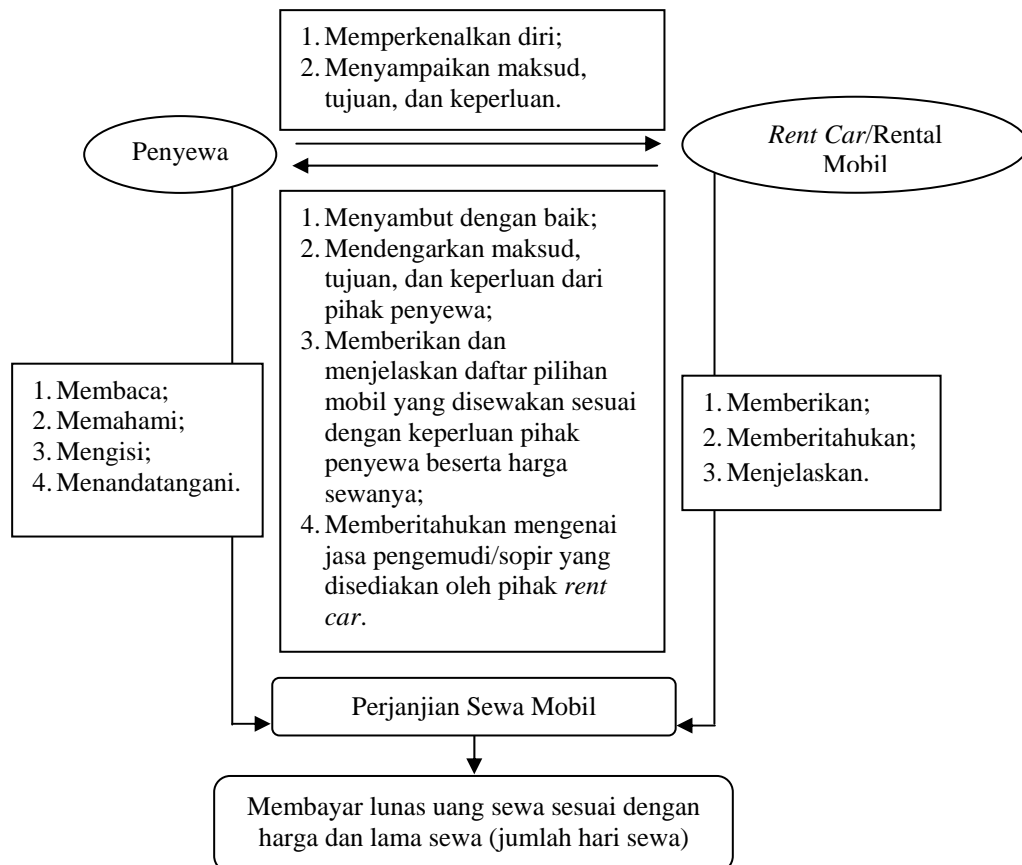 1. Memperkenalkan diri;
2. Menyampaikan maksud,
tujuan, dan keperluan.
Penyewa
Rent Car/Rental
Mobil
1. Menyambut dengan baik;
2. Mendengarkan maksud,
tujuan, dan keperluan dari
pihak penyewa;
3. Memberikan dan
menjelaskan daftar pilihan
mobil yang disewakan sesuai
dengan keperluan pihak
penyewa beserta harga
sewanya;
4. Memberitahukan mengenai
jasa pengemudi/sopir yang
disediakan oleh pihak rent
car.
1. Membaca;
2. Memahami;
3. Mengisi;
4. Menandatangani.
1. Memberikan;
2. Memberitahukan;
3. Menjelaskan.
Perjanjian Sewa Mobil
Membayar lunas uang sewa sesuai dengan
harga dan lama sewa (jumlah hari sewa)